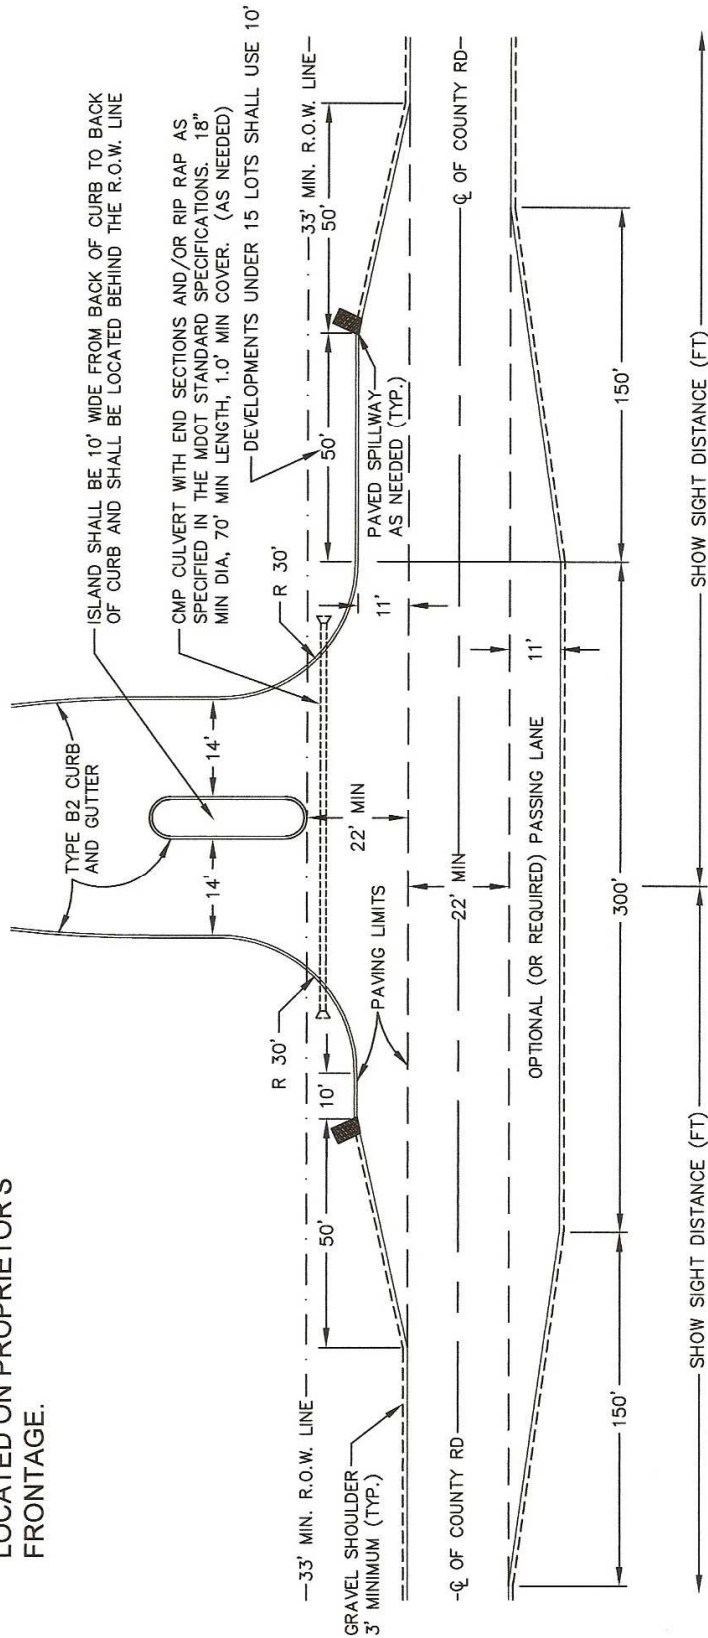 LOCATED ON PROPRIETOR'S
FRONTAGE.
ISLAND SHALL BE 10' WIDE FROM BACK OF CURB TO BACK
OF CURB AND SHALL BE LOCATED BEHIND THE R.O.W. LINE
TYPE B2 CURB
AND GUTTER
CMP CULVERT WITH END SECTIONS AND/OR RIP RAP AS
SPECIFIED IN THE MDOT STANDARD SPECIFICATIONS. 18"
MIN DIA, 70' MIN LENGTH, 1.0' MIN COVER. (AS NEEDED)
DEVELOPMENTS UNDER 15 LOTS SHALL USE 10'
14'
14'
R 30'
R 30'
33' MIN. R.O.W. LINE
33' MIN. R.O.W. LINE
50'
10'
50'
50'
22' MIN
11'
GRAVEL SHOULDER
3' MINIMUM (TYP.)
PAVING LIMITS
PAVED SPILLWAY
AS NEEDED (TYP.)
℄ OF COUNTY RD
22' MIN
℄ OF COUNTY RD
11'
OPTIONAL (OR REQUIRED) PASSING LANE
150'
300'
150'
SHOW SIGHT DISTANCE (FT)
SHOW SIGHT DISTANCE (FT)